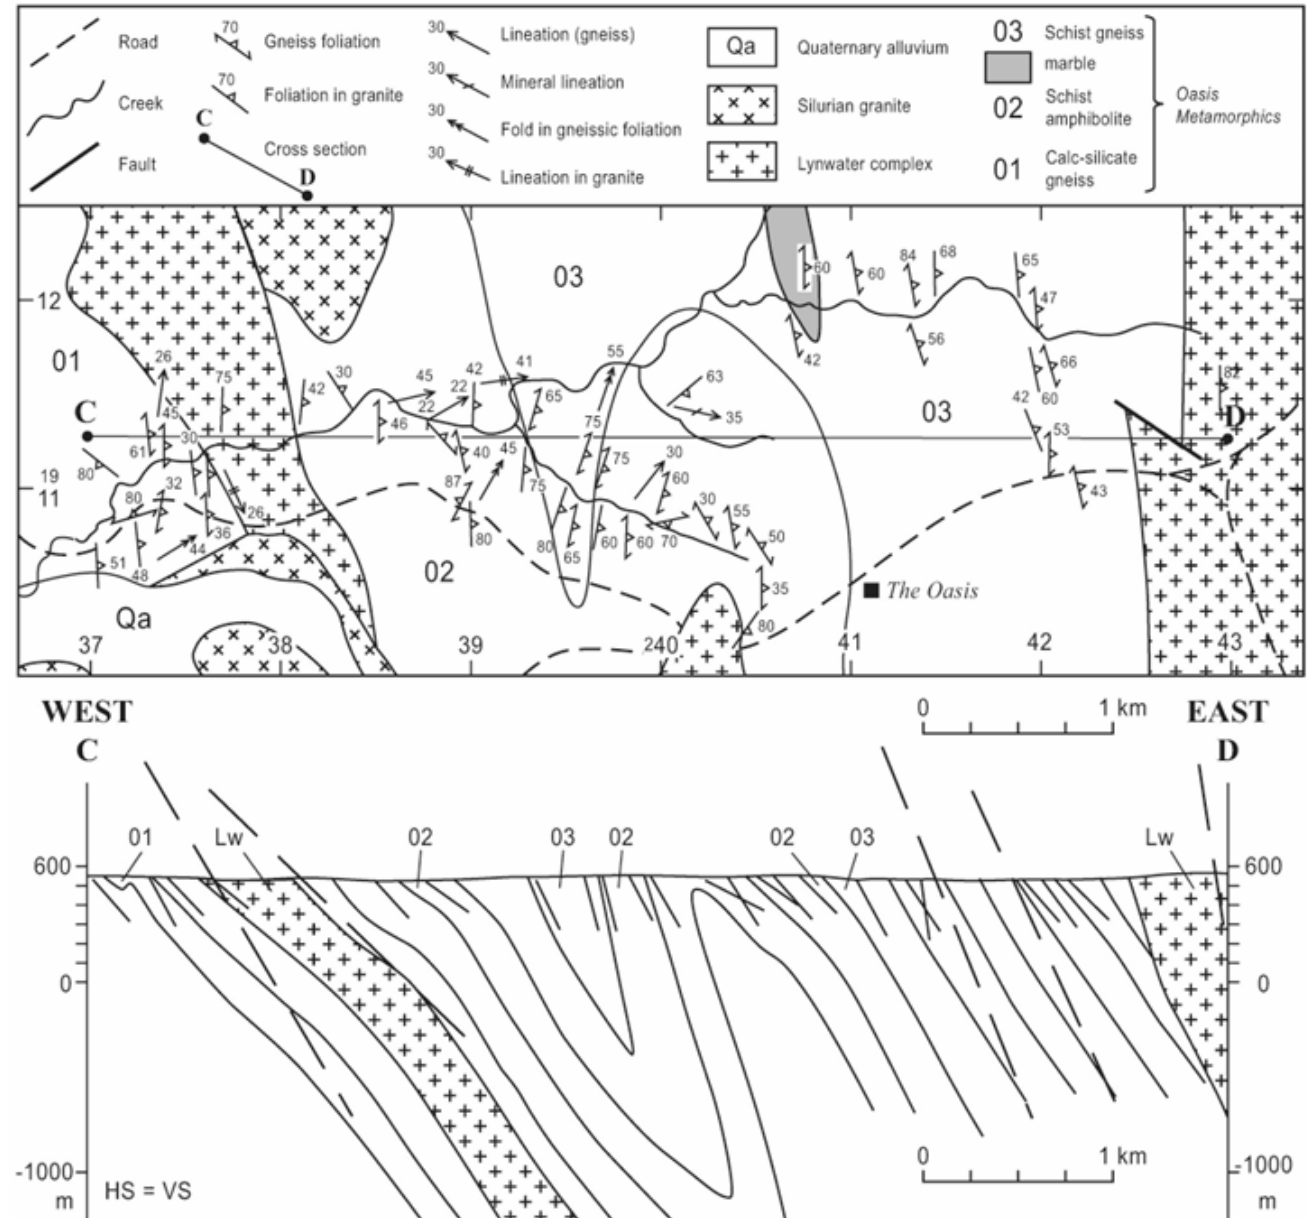 Road
Creek
Fault
70
Gneiss foliation
70
Foliation in granite
C
Cross section
D
30
Lineation (gneiss)
30
Mineral lineation
30
Fold in gneissic foliation
30
Lineation in granite
Qa
Quaternary alluvium
Silurian granite
Lynwater complex
03
Schist gneiss
marble
02
Schist
amphibolite
01
Calc-silicate
gneiss
Oasis
Metamorphics
12
01
03
60
60
84
68
65
47
56
42
66
60
82
26
75
30
42
45
42
22
22
41
55
65
63
35
03
C
D
45
61
30
46
40
75
75
45
30
60
42
53
43
80
19
11
80
32
26
36
44
51
48
87
80
75
80
65
60
60
70
30
55
50
35
80
02
Qa
The Oasis
37
38
39
240
41
42
43
WEST
EAST
0
1 km
C
D
01
Lw
02
03
02
02
03
Lw
600
600
0
0
0
1 km
-1000
-1000
m
m
HS = VS